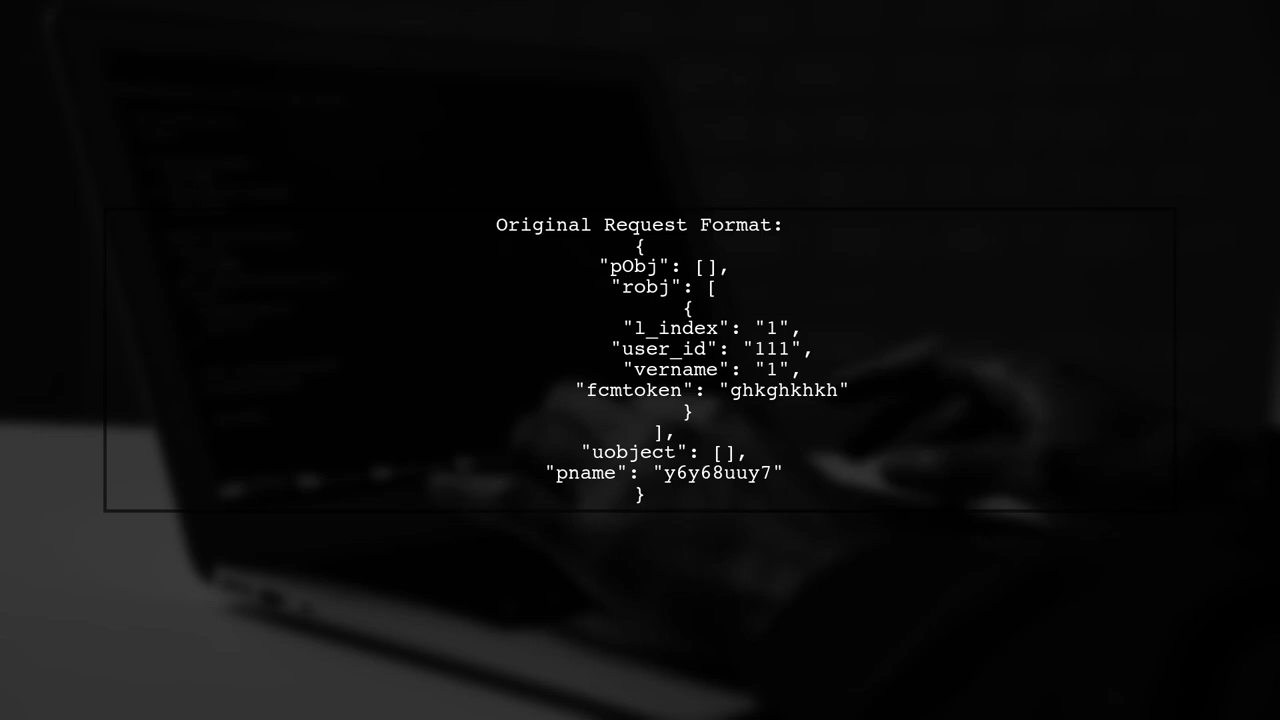 Original Request Format:
{
"pObj": [],
"robj": [
{
"l_index": "1",
"user_id": "111",
"vername": "1",
"fcmtoken": "ghkghkhkh"
}
],
"uobject": [],
"pname": "y6y68uuy7"
}